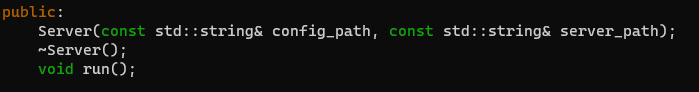 public:
    Server(const std::string& config_path, const std::string& server_path);
    ~Server();
    void run();